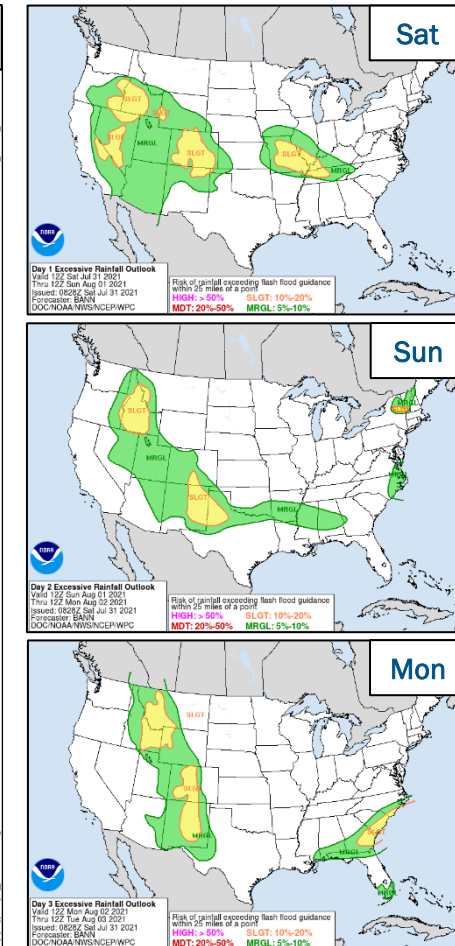 Sat
SLGT
SLGT
SLGT
MRGL
SLGT
SLGT
MRGL
NOAA
Day 1 Excessive Rainfall Outlook
Valid 12Z Sat Jul 31 2021
Thru 12Z Sun Aug 01 2021
Issued: 0828Z Sat Jul 31 2021
Forecaster: BANN
DOC/NOAA/NWS/NCEP/WPC
Risk of rainfall exceeding flash flood guidance
within 25 miles of a point
HIGH: > 50% SLGT: 10%-20%
MDT: 20%-50% MRGL: 5%-10%
Sun
MRGL
SLGT
SLGT
MRGL
MRGL
SLGT
MRGL
NOAA
Day 2 Excessive Rainfall Outlook
Valid 12Z Sun Aug 01 2021
Thru 12Z Mon Aug 02 2021
Issued: 0828Z Sat Jul 31 2021
Forecaster: BANN
DOC/NOAA/NWS/NCEP/WPC
Risk of rainfall exceeding flash flood guidance
within 25 miles of a point
HIGH: > 50% SLGT: 10%-20%
MDT: 20%-50% MRGL: 5%-10%
Mon
SLGT
SLGT
SLGT
MRGL
MRGL
MRGL
NOAA
Day 3 Excessive Rainfall Outlook
Valid 12Z Mon Aug 02 2021
Thru 12Z Tue Aug 03 2021
Issued: 0828Z Sat Jul 31 2021
Forecaster: BANN
DOC/NOAA/NWS/NCEP/WPC
Risk of rainfall exceeding flash flood guidance
within 25 miles of a point
HIGH: > 50% SLGT: 10%-20%
MDT: 20%-50% MRGL: 5%-10%